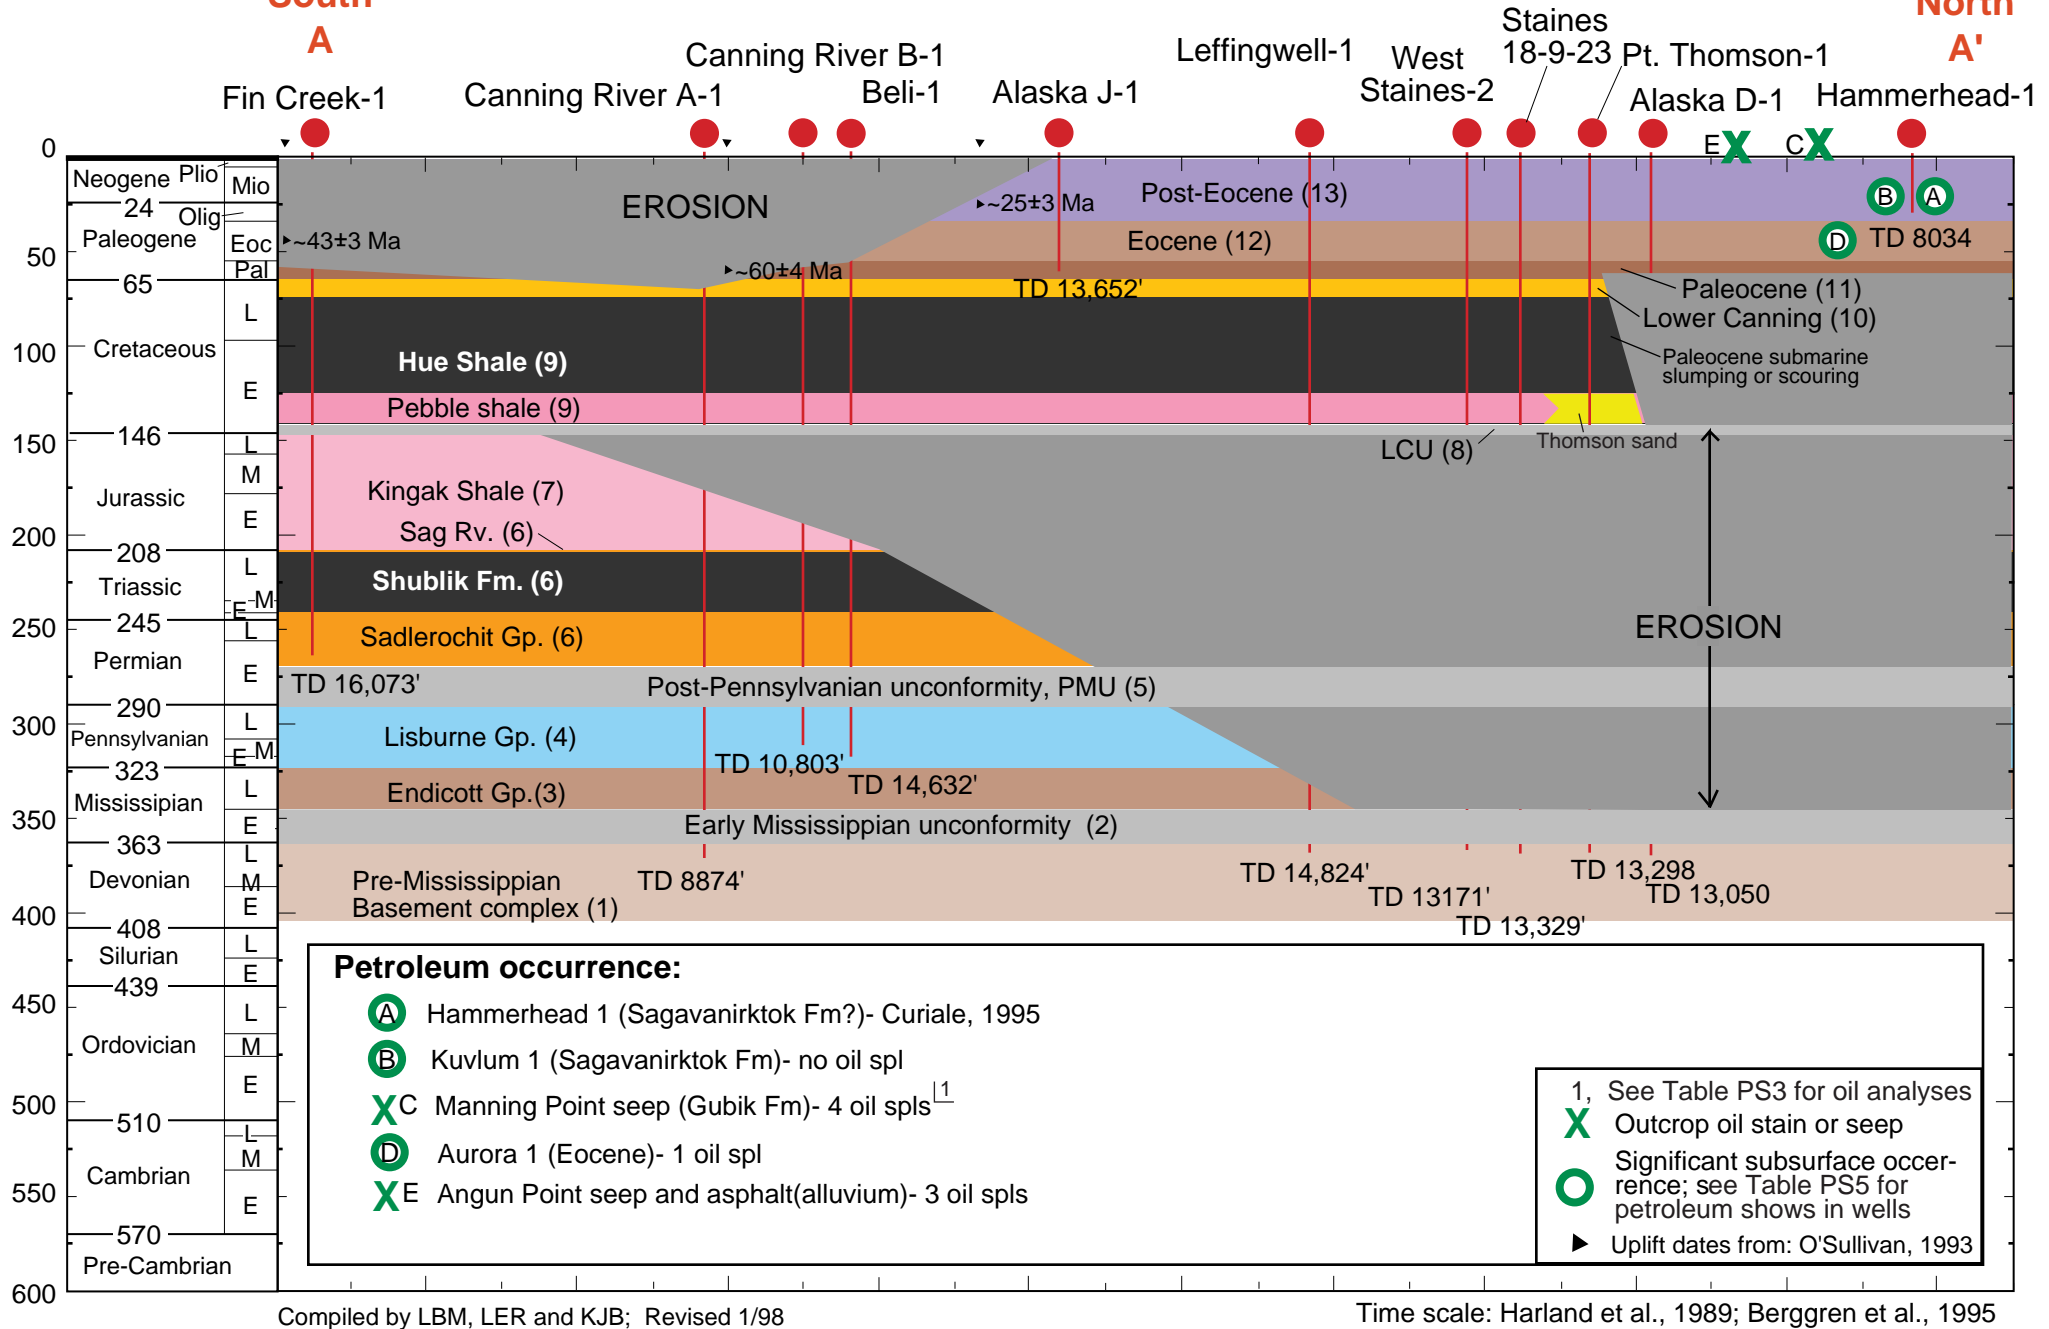 South
North
A
A'
Staines
18-9-23
Canning River B-1
Leffingwell-1
West
Staines-2
Pt. Thomson-1
Fin Creek-1
Canning River A-1
Beli-1
Alaska J-1
Alaska D-1
Hammerhead-1
E X
C X
0
50
100
150
200
250
300
350
400
450
500
550
600
Neogene
Plio
Mio
24
Olig
Paleogene
Eoc
Pal
65
L
Cretaceous
E
146
L
M
Jurassic
E
208
L
Triassic
M
E
245
L
Permian
E
290
L
Pennsylvanian
M
E
323
L
Mississipian
E
363
L
Devonian
M
E
408
L
Silurian
E
439
L
Ordovician
M
E
510
L
M
Cambrian
E
570
Pre-Cambrian
EROSION
~43±3 Ma
~60±4 Ma
~25±3 Ma
Post-Eocene (13)
Eocene (12)
B
A
D
TD 8034
TD 13,652'
Paleocene (11)
Lower Canning (10)
Paleocene submarine
slumping or scouring
Hue Shale (9)
Pebble shale (9)
LCU (8)
Thomson sand
Kingak Shale (7)
Sag Rv. (6)
Shublik Fm. (6)
Sadlerochit Gp. (6)
EROSION
TD 16,073'
Post-Pennsylvanian unconformity, PMU (5)
Lisburne Gp. (4)
TD 10,803'
TD 14,632'
Endicott Gp.(3)
Early Mississippian unconformity (2)
Pre-Mississippian
Basement complex (1)
TD 8874'
TD 14,824'
TD 13171'
TD 13,329'
TD 13,298
TD 13,050
Petroleum occurrence:
A Hammerhead 1 (Sagavanirktok Fm?)- Curiale, 1995
B Kuvlum 1 (Sagavanirktok Fm)- no oil spl
X C Manning Point seep (Gubik Fm)- 4 oil spls 1
D Aurora 1 (Eocene)- 1 oil spl
X E Angun Point seep and asphalt(alluvium)- 3 oil spls
1, See Table PS3 for oil analyses
X Outcrop oil stain or seep
Significant subsurface occer-
rence; see Table PS5 for
petroleum shows in wells
Uplift dates from: O'Sullivan, 1993
Compiled by LBM, LER and KJB; Revised 1/98
Time scale: Harland et al., 1989; Berggren et al., 1995